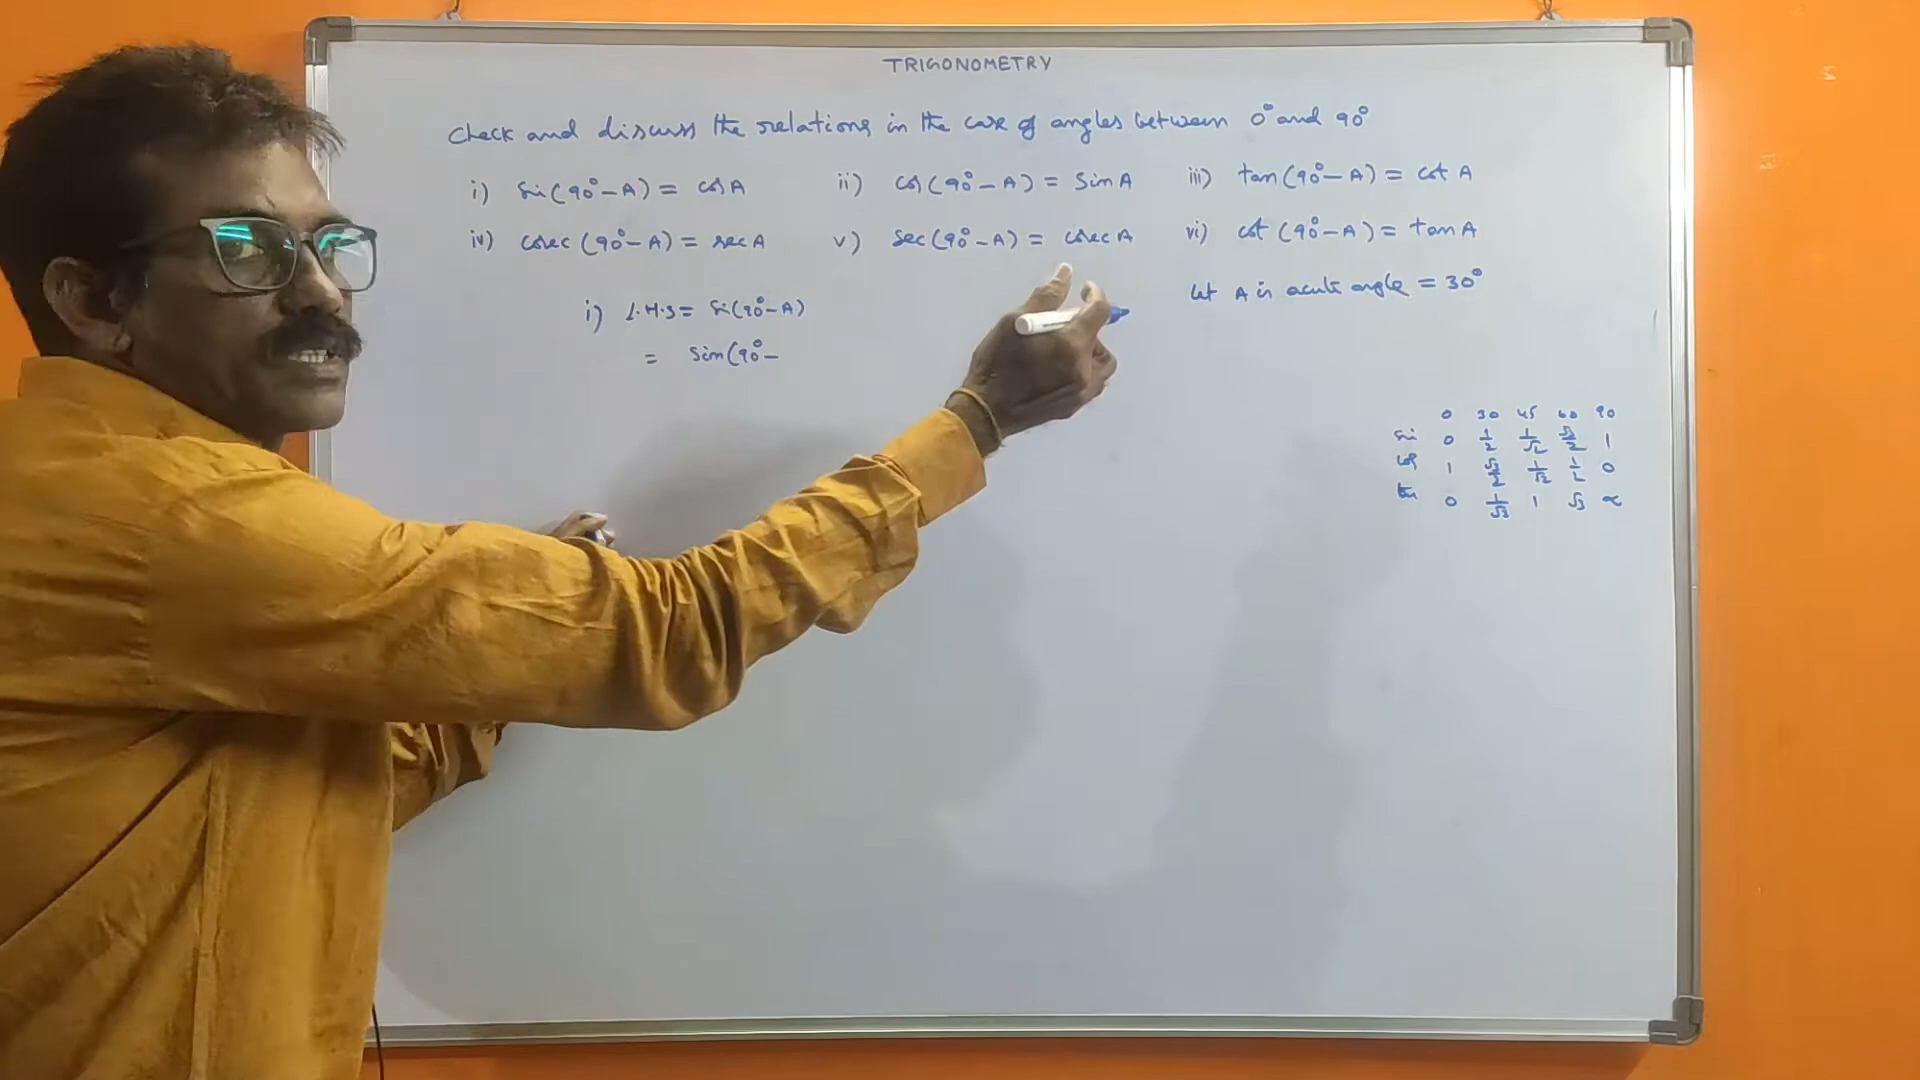 TRIGONOMETRY
Check and discuss the relations in the case of angles between 0° and 90°
i) Sin(90°-A) = cos A ii) cos(90°-A) = Sin A iii) tan(90°-A) = cot A
iv) cosec(90°-A) = sec A v) Sec(90°-A) = cosec A vi) cot(90°-A) = tan A
let A is acute angle = 30°
i) L.H.S = Sin(90°-A)
= Sin(90°-
0 30 45 60 90
Sin 0 1/2 1/√2 √3/2 1
cos 1 √3/2 1/√2 1/2 0
tan 0 1/√3 1 √3 ∝